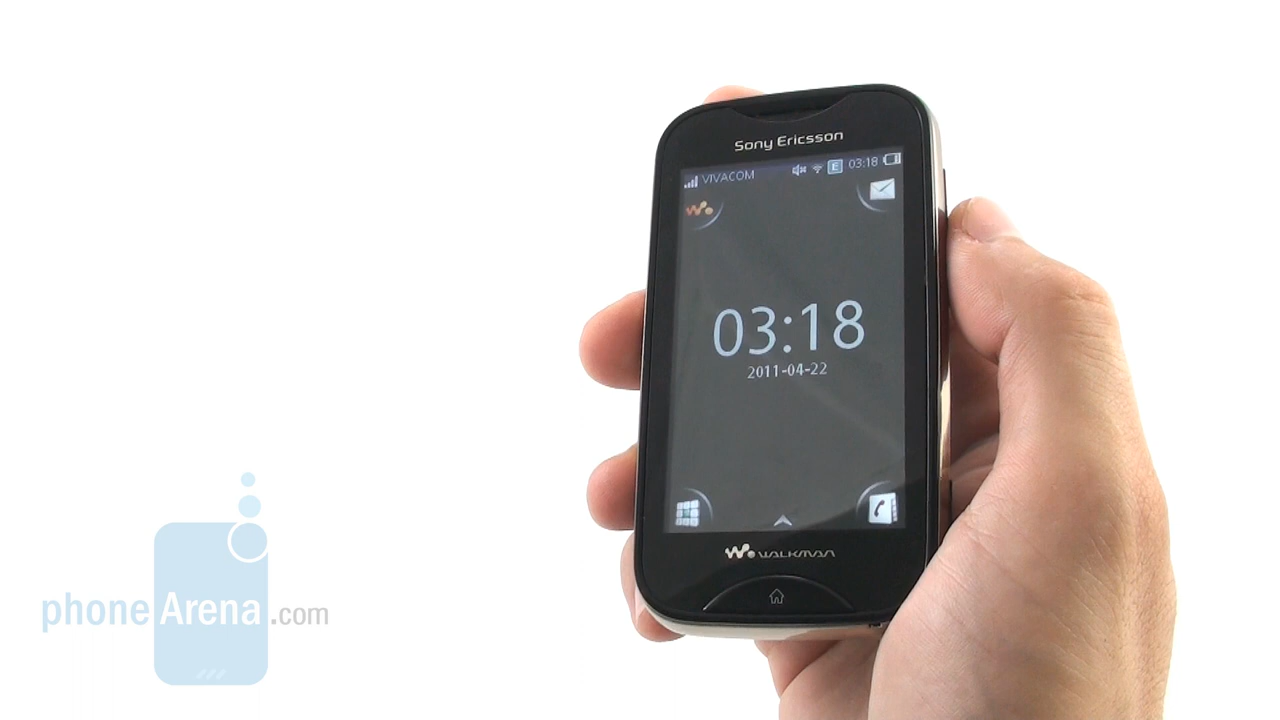 Sony Ericsson
VIVACOM
E 03:18
03:18
2011-04-22
WALKMAN
phoneArena.com